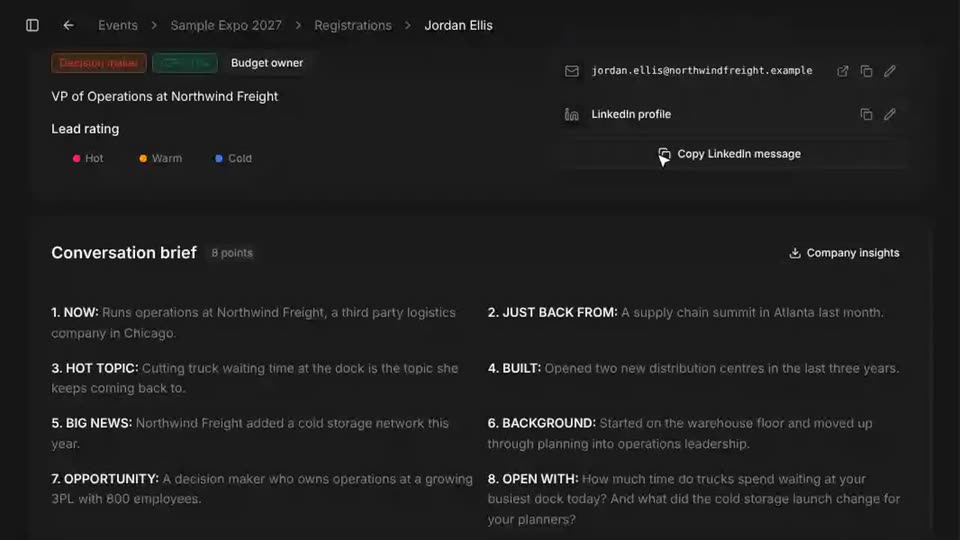 Events > Sample Expo 2027 > Registrations > Jordan Ellis
Decision maker
Budget owner
VP of Operations at Northwind Freight
Lead rating
Hot
Warm
Cold
jordan.ellis@northwindfreight.example
LinkedIn profile
Copy LinkedIn message
Conversation brief
8 points
Company insights
1. NOW: Runs operations at Northwind Freight, a third party logistics
company in Chicago.
2. JUST BACK FROM: A supply chain summit in Atlanta last month.
3. HOT TOPIC: Cutting truck waiting time at the dock is the topic she
keeps coming back to.
4. BUILT: Opened two new distribution centres in the last three years.
5. BIG NEWS: Northwind Freight added a cold storage network this
year.
6. BACKGROUND: Started on the warehouse floor and moved up
through planning into operations leadership.
7. OPPORTUNITY: A decision maker who owns operations at a growing
3PL with 800 employees.
8. OPEN WITH: How much time do trucks spend waiting at your
busiest dock today? And what did the cold storage launch change for
your planners?